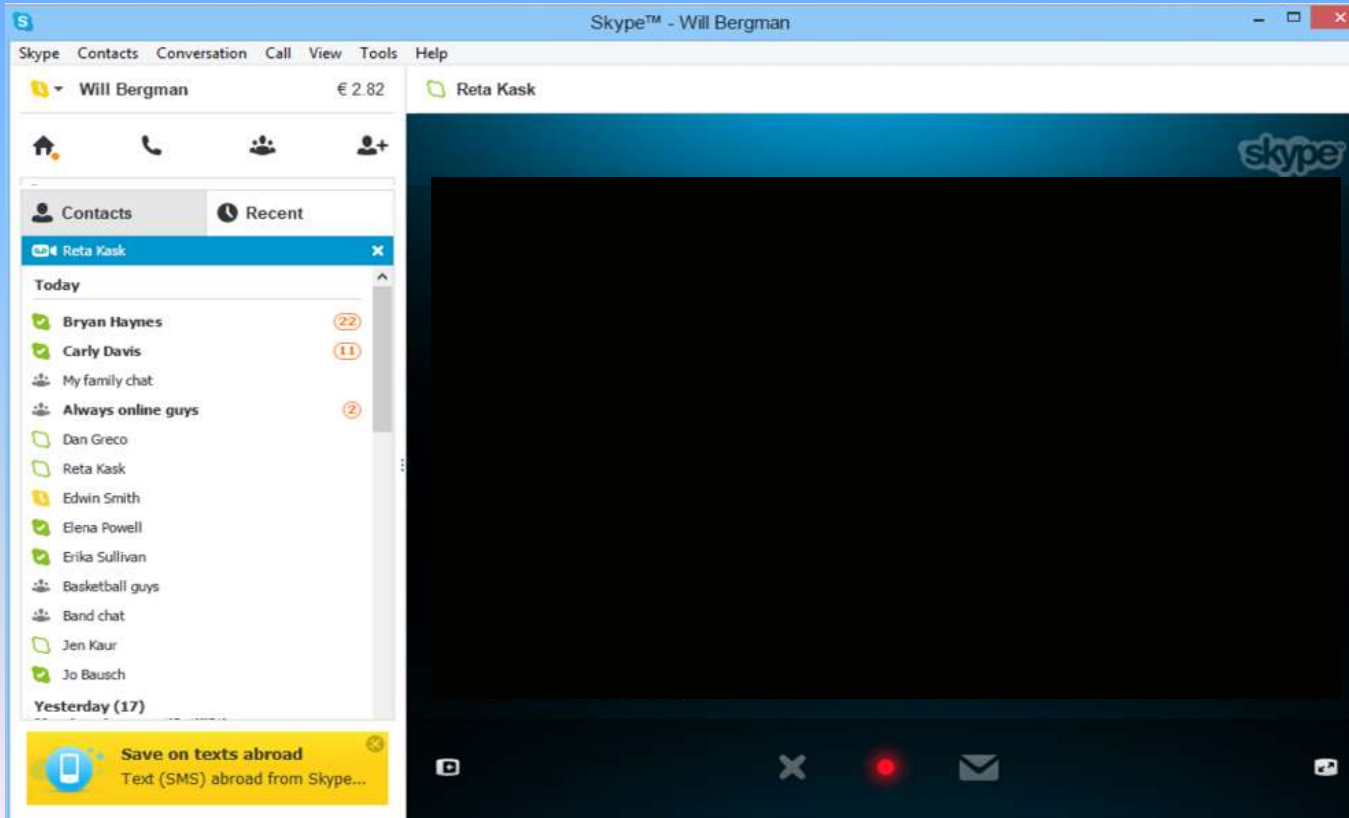 Skype™ - Will Bergman
Skype Contacts Conversation Call View Tools Help
Will Bergman € 2.82
Reta Kask
skype
Contacts
Recent
Reta Kask
Today
Bryan Haynes 22
Carly Davis 11
My family chat
Always online guys 2
Dan Greco
Reta Kask
Edwin Smith
Elena Powell
Erika Sullivan
Basketball guys
Band chat
Jen Kaur
Jo Bausch
Yesterday (17)
Save on texts abroad
Text (SMS) abroad from Skype...